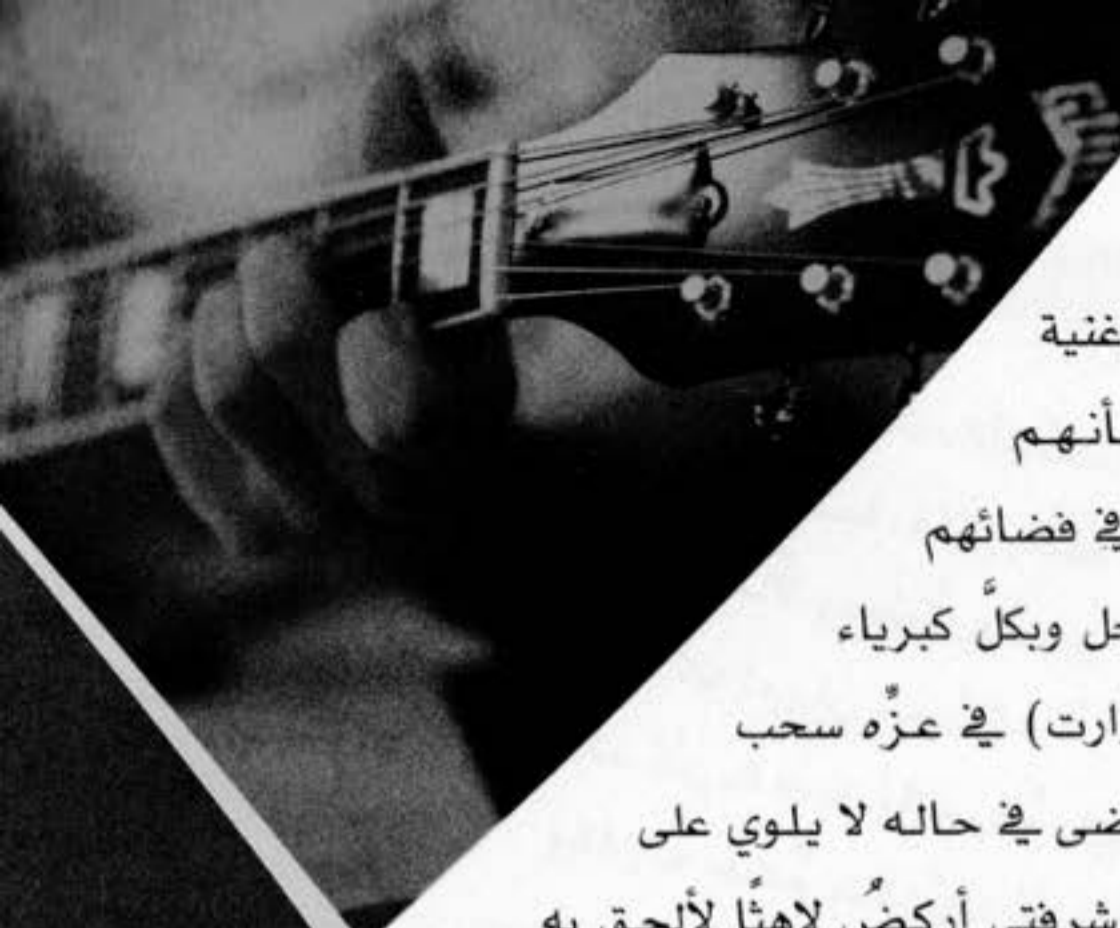 غنية
أنهم
في فضائهم
وبكلَّ كبرياء
ارت) في عزِّه سحب
ضى في حاله لا يلوي على
شرفتي أركضُ لاهثًا لألحق به